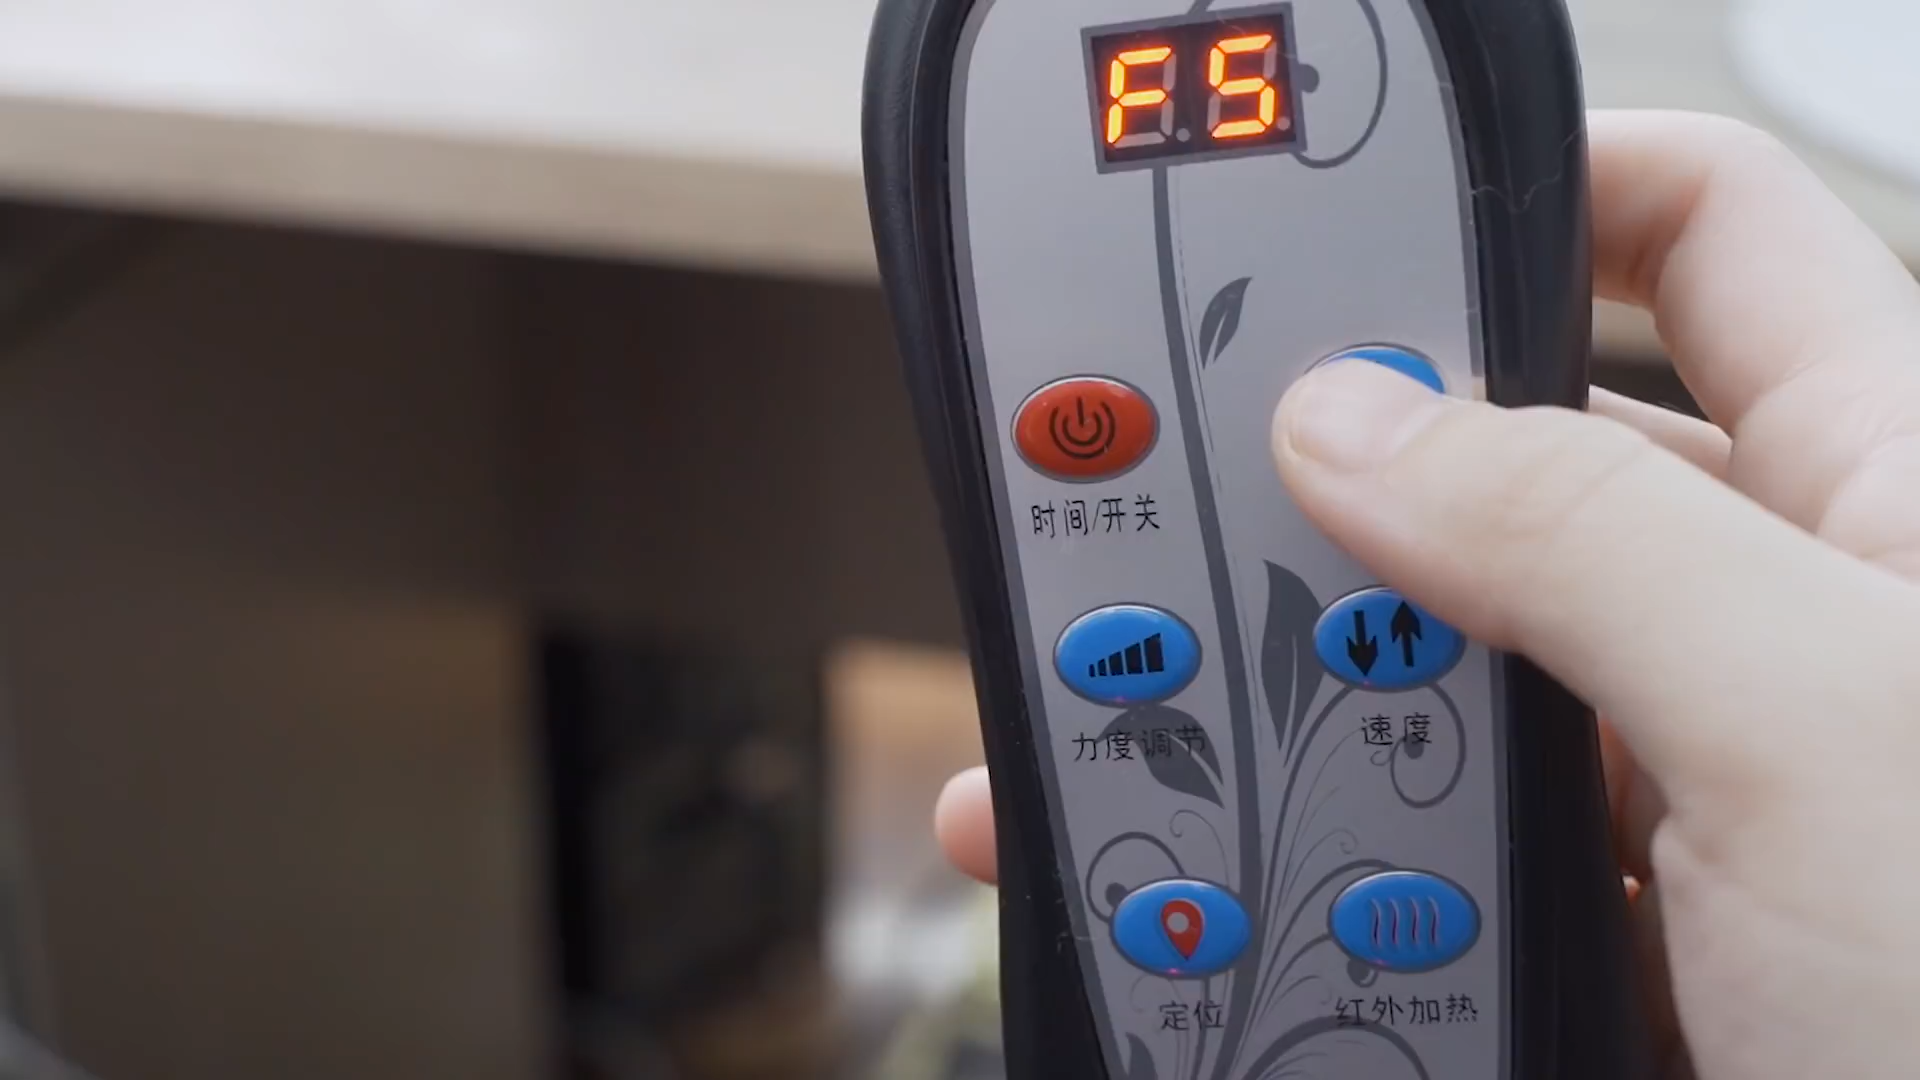 F5
时间/开关
力度调节
速度
定位
红外加热